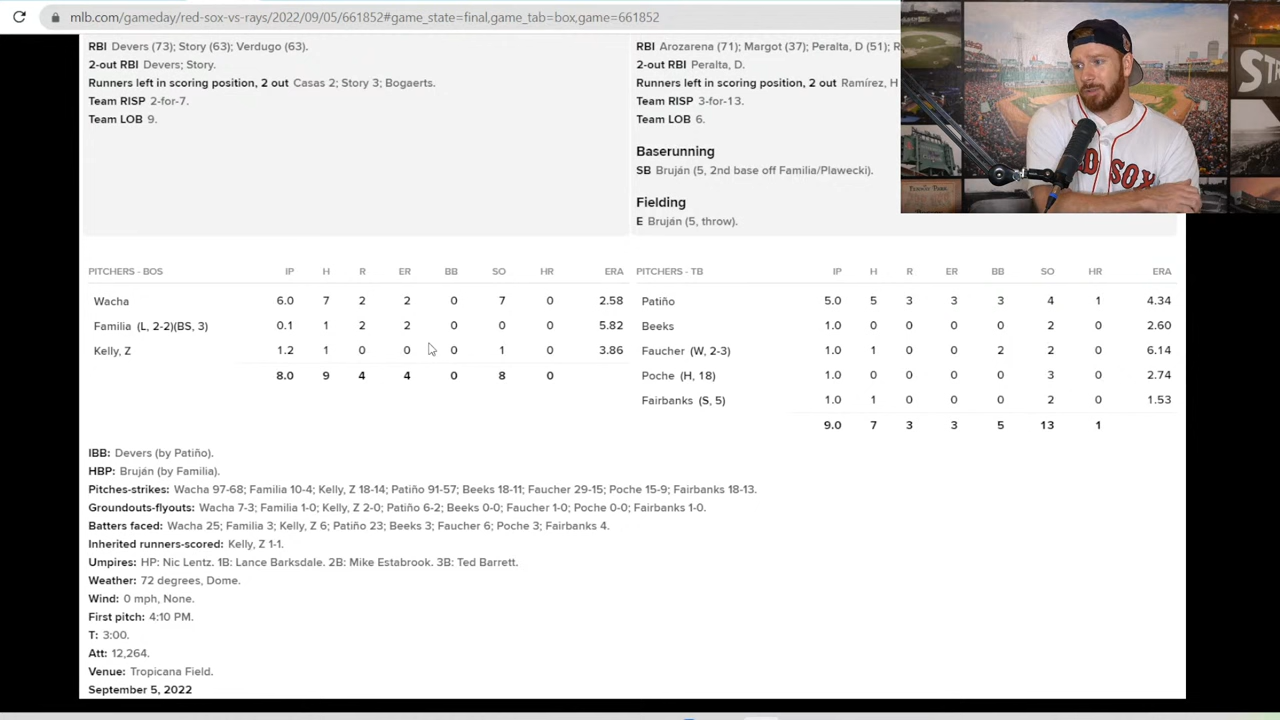 mlb.com/gameday/red-sox-vs-rays/2022/09/05/661852#game_state=final,game_tab=box,game=661852
RBI Devers (73); Story (63); Verdugo (63).
2-out RBI Devers; Story.
Runners left in scoring position, 2 out Casas 2; Story 3; Bogaerts.
Team RISP 2-for-7.
Team LOB 9.
RBI Arozarena (71); Margot (37); Peralta, D (51); R
2-out RBI Peralta, D.
Runners left in scoring position, 2 out Ramírez, H
Team RISP 3-for-13.
Team LOB 6.
Baserunning
SB Bruján (5, 2nd base off Familia/Plawecki).
Fielding
E Bruján (5, throw).
PITCHERS - BOS IP H R ER BB SO HR ERA
Wacha 6.0 7 2 2 0 7 0 2.58
Familia (L, 2-2)(BS, 3) 0.1 1 2 2 0 0 0 5.82
Kelly, Z 1.2 1 0 0 0 1 0 3.86
8.0 9 4 4 0 8 0
PITCHERS - TB IP H R ER BB SO HR ERA
Patiño 5.0 5 3 3 3 4 1 4.34
Beeks 1.0 0 0 0 0 2 0 2.60
Faucher (W, 2-3) 1.0 1 0 0 2 2 0 6.14
Poche (H, 18) 1.0 0 0 0 0 3 0 2.74
Fairbanks (S, 5) 1.0 1 0 0 0 2 0 1.53
9.0 7 3 3 5 13 1
IBB: Devers (by Patiño).
HBP: Bruján (by Familia).
Pitches-strikes: Wacha 97-68; Familia 10-4; Kelly, Z 18-14; Patiño 91-57; Beeks 18-11; Faucher 29-15; Poche 15-9; Fairbanks 18-13.
Groundouts-flyouts: Wacha 7-3; Familia 1-0; Kelly, Z 2-0; Patiño 6-2; Beeks 0-0; Faucher 1-0; Poche 0-0; Fairbanks 1-0.
Batters faced: Wacha 25; Familia 3; Kelly, Z 6; Patiño 23; Beeks 3; Faucher 6; Poche 3; Fairbanks 4.
Inherited runners-scored: Kelly, Z 1-1.
Umpires: HP: Nic Lentz. 1B: Lance Barksdale. 2B: Mike Estabrook. 3B: Ted Barrett.
Weather: 72 degrees, Dome.
Wind: 0 mph, None.
First pitch: 4:10 PM.
T: 3:00.
Att: 12,264.
Venue: Tropicana Field.
September 5, 2022
ST
ED SOX